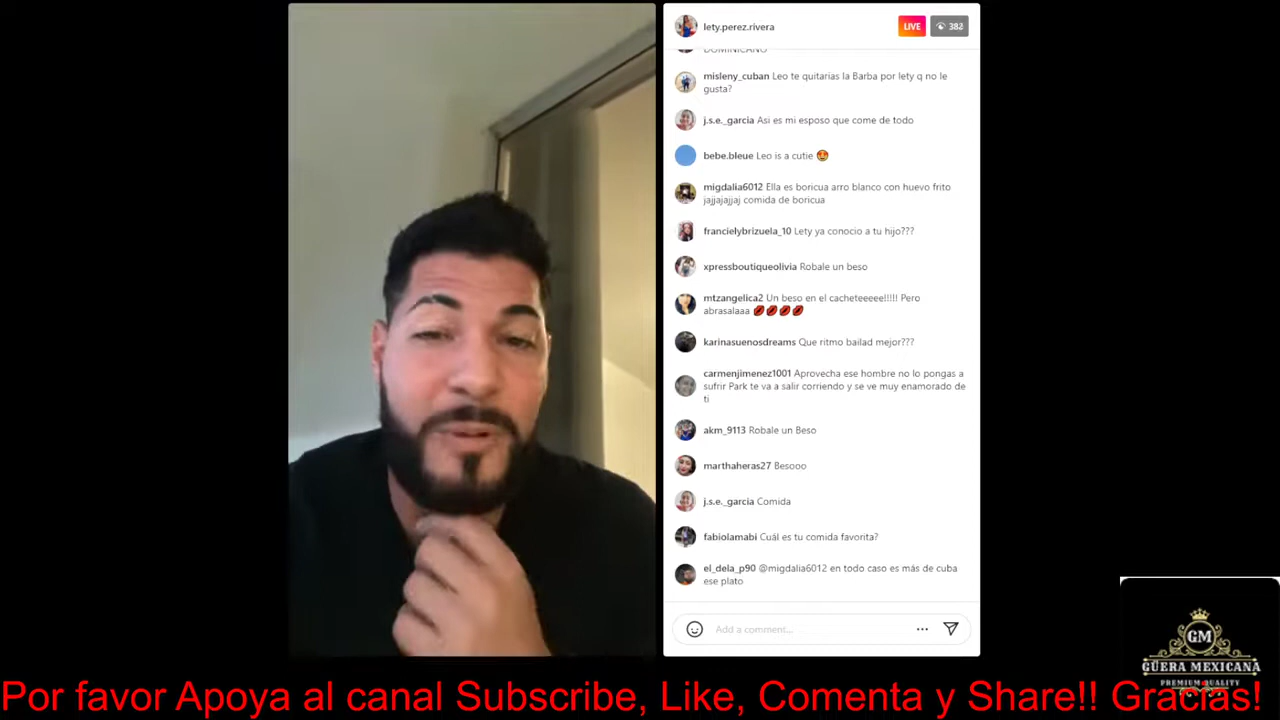 lety.perez.rivera
LIVE
382
DOMINICANO
misleny_cuban Leo te quitarias la Barba por lety q no le
gusta?
j.s.e._garcia Asi es mi esposo que come de todo
bebe.bleue Leo is a cutie 😍
migdalia6012 Ella es boricua arro blanco con huevo frito
jajjajajjaj comida de boricua
francielybrizuela_10 Lety ya conocio a tu hijo???
xpressboutiqueolivia Robale un beso
mtzangelica2 Un beso en el cacheteeeee!!!!! Pero
abrasalaaa 💋💋💋💋
karinasuenosdreams Que ritmo bailad mejor???
carmenjimenez1001 Aprovecha ese hombre no lo pongas a
sufrir Park te va a salir corriendo y se ve muy enamorado de
ti
akm_9113 Robale un Beso
marthaheras27 Besooo
j.s.e._garcia Comida
fabiolamabi Cuál es tu comida favorita?
el_dela_p90 @migdalia6012 en todo caso es más de cuba
ese plato
Add a comment...
GM
GÜERA MEXICANA
PREMIUM QUALITY
Por favor Apoya al canal Subscribe, Like, Comenta y Share!! Gracias!